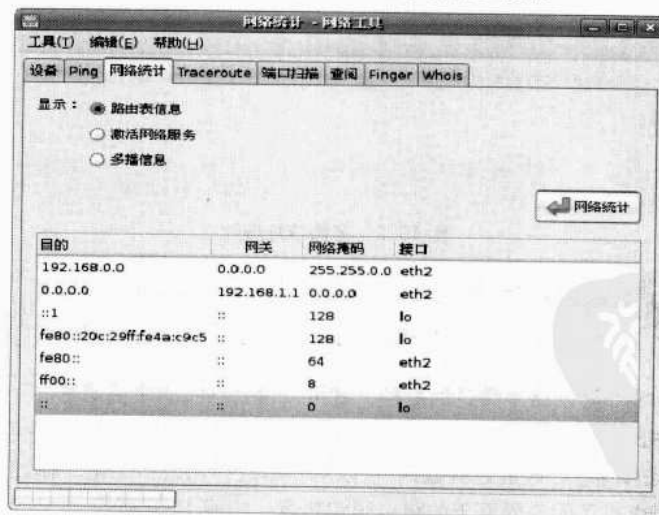 网络统计 - 网络工具
工具(T) 编辑(E) 帮助(H)
设备 Ping 网络统计 Traceroute 端口扫描 查阅 Finger Whois
显示： 路由表信息
激活网络服务
多播信息
网络统计
目的 网关 网络掩码 接口
192.168.0.0 0.0.0.0 255.255.0.0 eth2
0.0.0.0 192.168.1.1 0.0.0.0 eth2
::1 :: 128 lo
fe80::20c:29ff:fe4a:c9c5 :: 128 lo
fe80:: :: 64 eth2
ff00:: :: 8 eth2
:: :: 0 lo